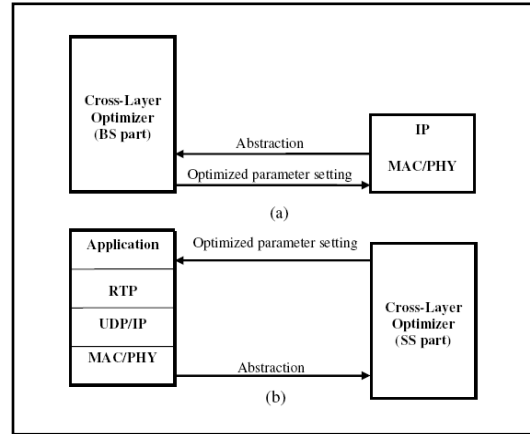 Cross-Layer
Optimizer
(BS part)
Abstraction
Optimized parameter setting
IP
MAC/PHY
(a)
Application
RTP
UDP/IP
MAC/PHY
Optimized parameter setting
Abstraction
Cross-Layer
Optimizer
(SS part)
(b)